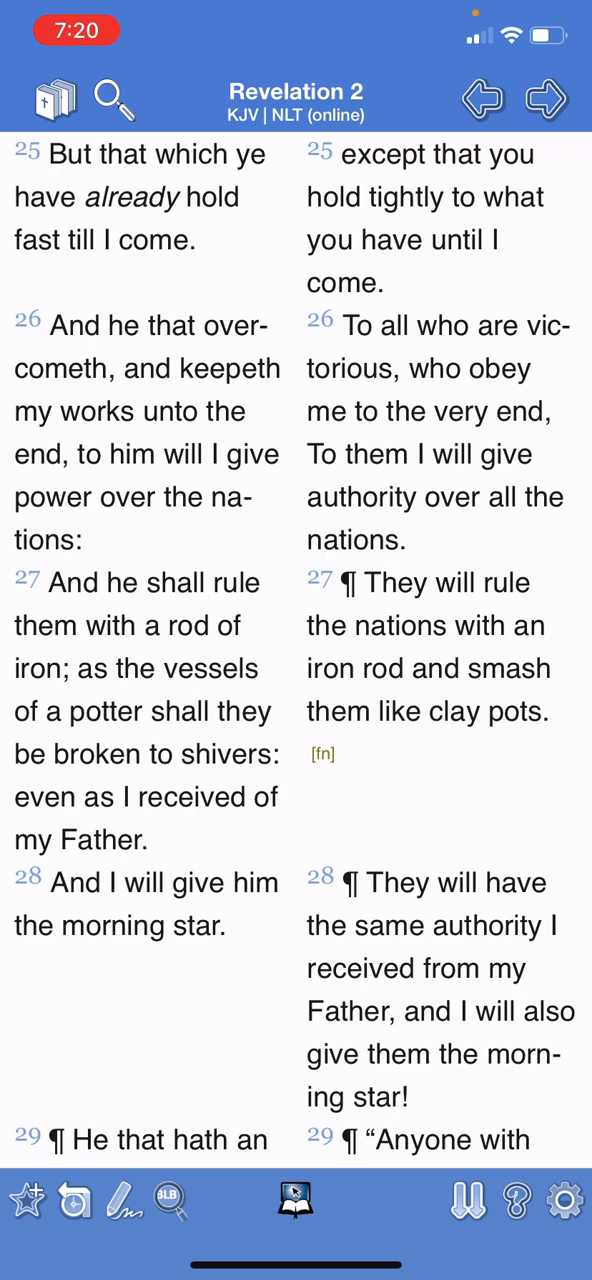 7:20
Revelation 2
KJV | NLT (online)
25 But that which ye
have already hold
fast till I come.
26 And he that over-
cometh, and keepeth
my works unto the
end, to him will I give
power over the na-
tions:
27 And he shall rule
them with a rod of
iron; as the vessels
of a potter shall they
be broken to shivers:
even as I received of
my Father.
28 And I will give him
the morning star.
29 ¶ He that hath an
25 except that you
hold tightly to what
you have until I
come.
26 To all who are vic-
torious, who obey
me to the very end,
To them I will give
authority over all the
nations.
27 ¶ They will rule
the nations with an
iron rod and smash
them like clay pots.
[fn]
28 ¶ They will have
the same authority I
received from my
Father, and I will also
give them the morn-
ing star!
29 ¶ “Anyone with
BLB